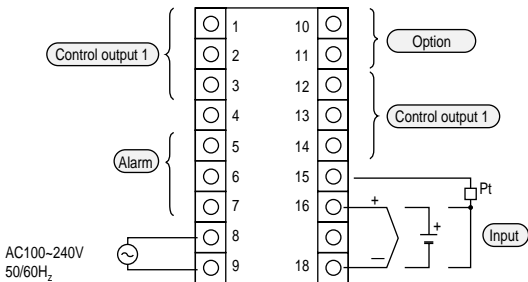 1 10
Control output 1 2 11 Option
3 12
4 13 Control output 1
5 14
Alarm 6 15
Pt
7 16 +
+
8 Input
AC100~240V
50/60Hz 9 18 –